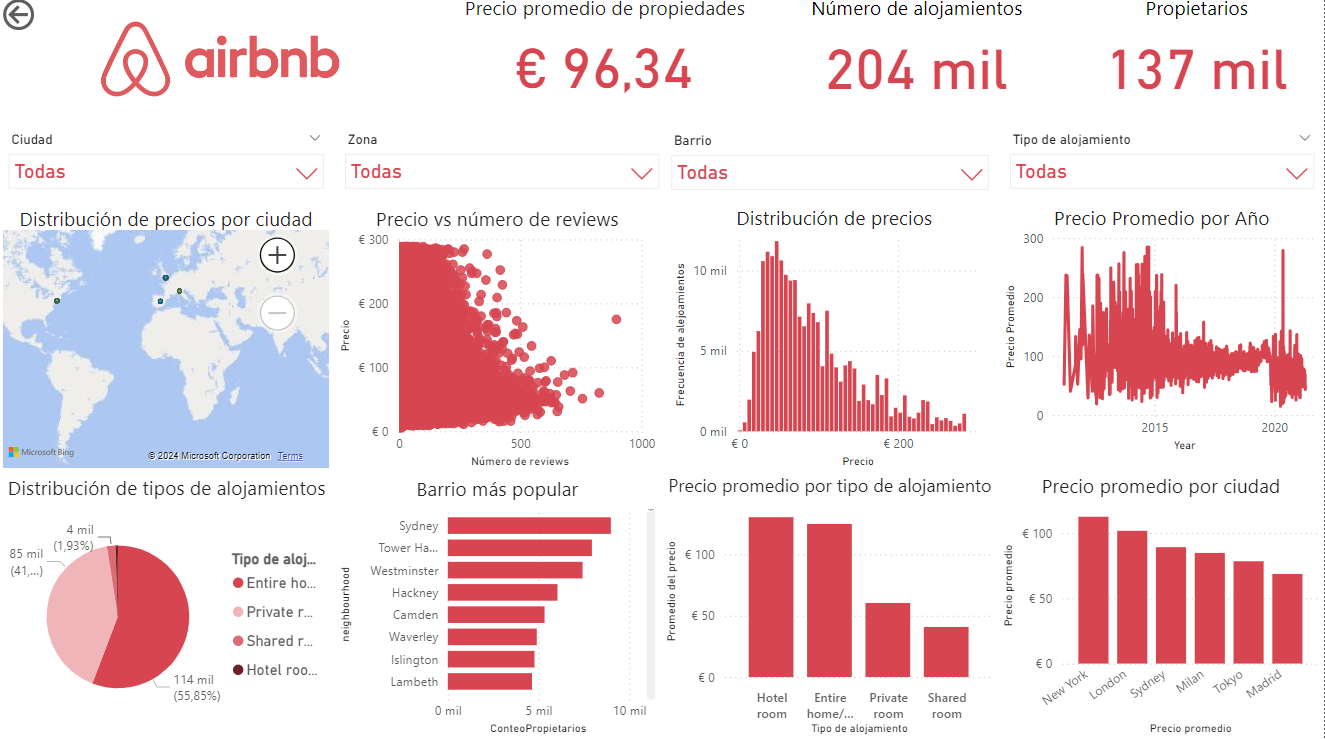 airbnb
Precio promedio de propiedades
€ 96,34
Número de alojamientos
204 mil
Propietarios
137 mil
Ciudad
Todas
Zona
Todas
Barrio
Todas
Tipo de alojamiento
Todas
Distribución de precios por ciudad
Microsoft Bing
© 2024 Microsoft Corporation Terms
Precio vs número de reviews
Precio
€ 300
€ 200
€ 100
€ 0
0 500 1000
Número de reviews
Distribución de precios
Frecuencia de alejamientos
10 mil
5 mil
0 mil
€ 0 € 200
Precio
Precio Promedio por Año
Precio Promedio
300
200
100
0
2015 2020
Year
Distribución de tipos de alojamientos
4 mil
(1,93%)
85 mil
(41,...)
114 mil
(55,85%)
Tipo de aloj...
Entire ho...
Private r...
Shared r...
Hotel roo...
Barrio más popular
neighbourhood
Sydney
Tower Ha...
Westminster
Hackney
Camden
Waverley
Islington
Lambeth
0 mil 5 mil 10 mil
ConteoPropietarios
Precio promedio por tipo de alojamiento
Promedio del precio
€ 100
€ 50
€ 0
Hotel room
Entire home/...
Private room
Shared room
Tipo de alojamiento
Precio promedio por ciudad
Precio promedio
€ 100
€ 50
€ 0
New York
London
Sydney
Milan
Tokyo
Madrid
Precio promedio